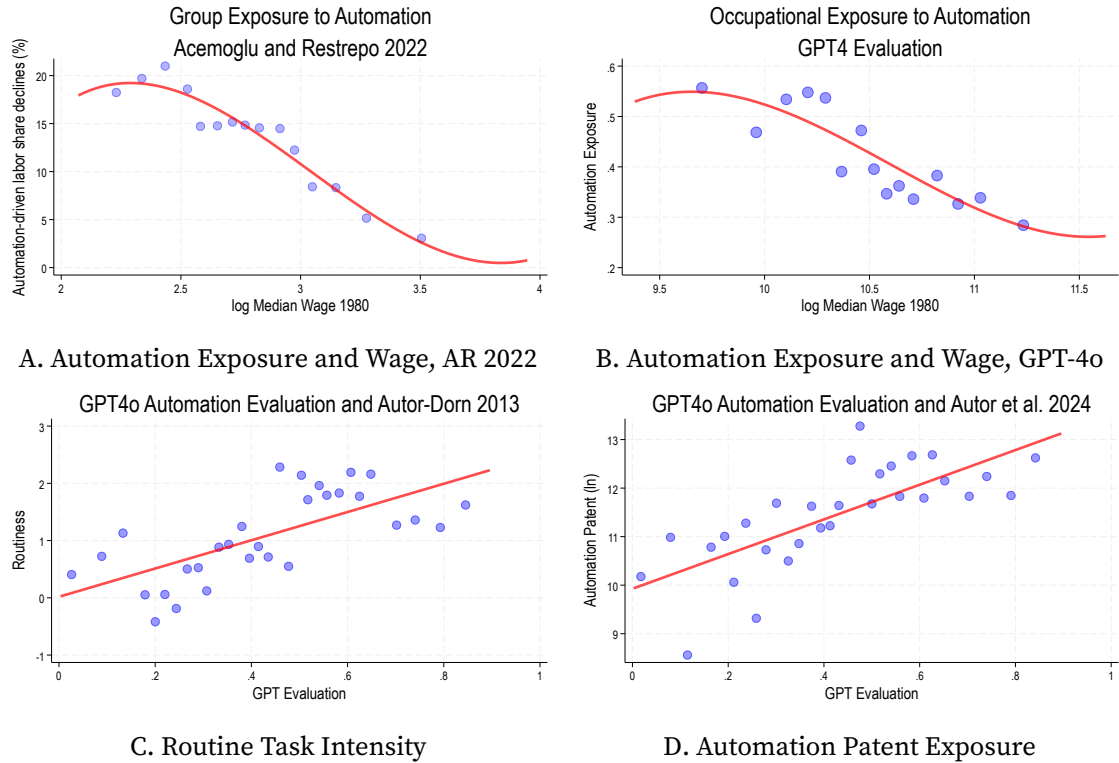 Group Exposure to Automation
Acemoglu and Restrepo 2022
Automation-driven labor share declines (%)
20
15
10
5
0
2
2.5
3
3.5
4
log Median Wage 1980
A. Automation Exposure and Wage, AR 2022
Occupational Exposure to Automation
GPT4 Evaluation
Automation Exposure
.6
.5
.4
.3
.2
9.5
10
10.5
11
11.5
log Median Wage 1980
B. Automation Exposure and Wage, GPT-4o
GPT4o Automation Evaluation and Autor-Dorn 2013
Routiness
3
2
1
0
-1
0
.2
.4
.6
.8
1
GPT Evaluation
C. Routine Task Intensity
GPT4o Automation Evaluation and Autor et al. 2024
Automation Patent (ln)
13
12
11
10
9
0
.2
.4
.6
.8
1
GPT Evaluation
D. Automation Patent Exposure